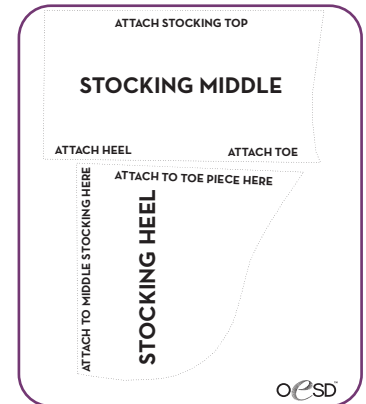 ATTACH STOCKING TOP
STOCKING MIDDLE
ATTACH HEEL
ATTACH TOE
ATTACH TO TOE PIECE HERE
ATTACH TO MIDDLE STOCKING HERE
STOCKING HEEL
OeSD™